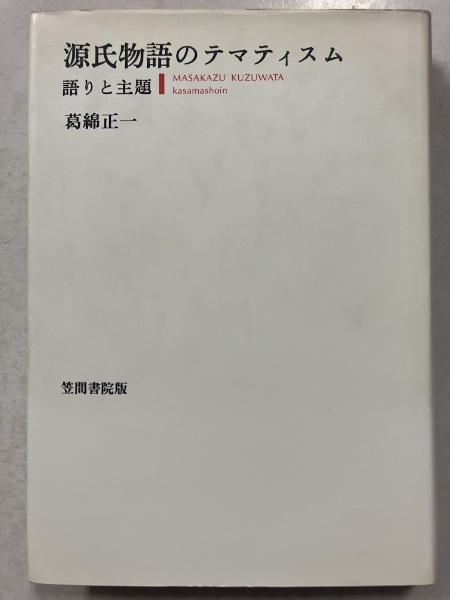 源氏物語のテマティスム
語りと主題
MASAKAZU KUZUWATA
kasamashoin
葛綿正一
笠間書院版